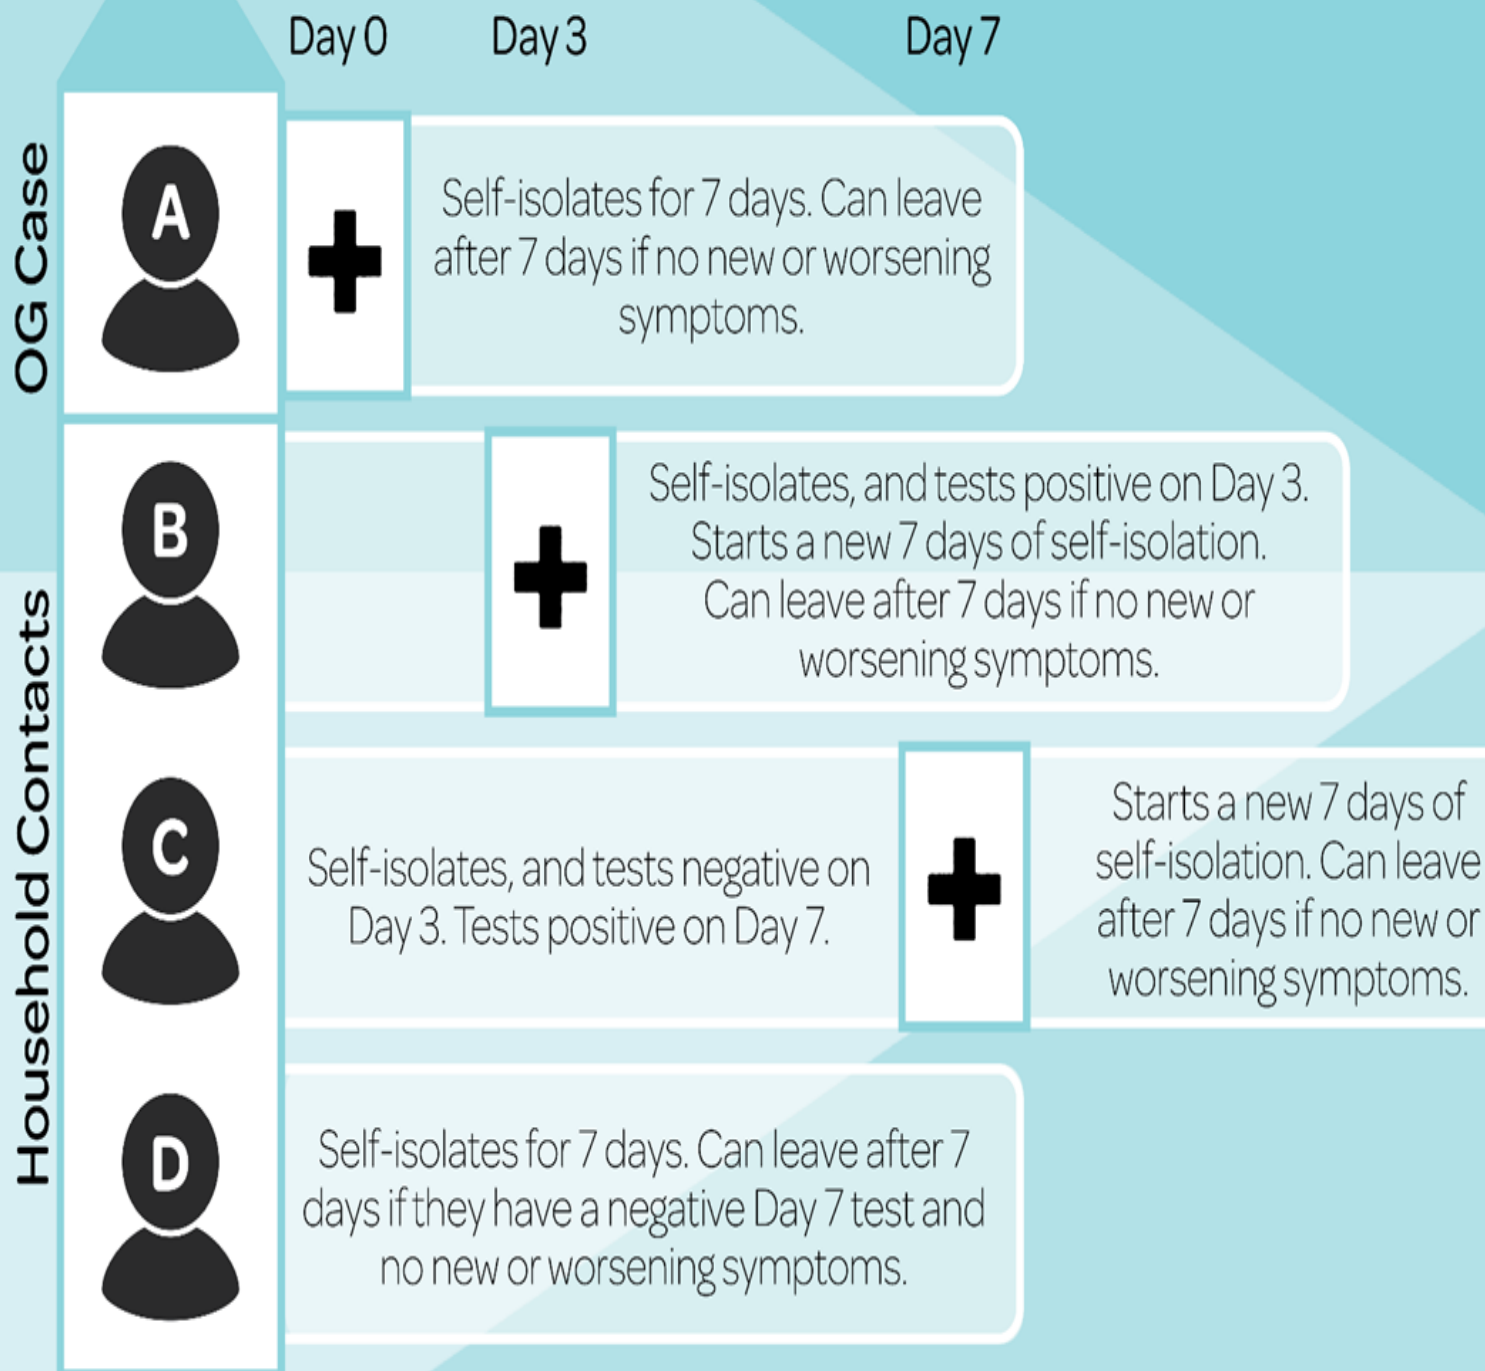 Day 0
Day 3
Day 7
OG Case
A
Self-isolates for 7 days. Can leave
after 7 days if no new or worsening
symptoms.
Household Contacts
B
Self-isolates, and tests positive on Day 3.
Starts a new 7 days of self-isolation.
Can leave after 7 days if no new or
worsening symptoms.
C
Self-isolates, and tests negative on
Day 3. Tests positive on Day 7.
Starts a new 7 days of
self-isolation. Can leave
after 7 days if no new or
worsening symptoms.
D
Self-isolates for 7 days. Can leave after 7
days if they have a negative Day 7 test and
no new or worsening symptoms.